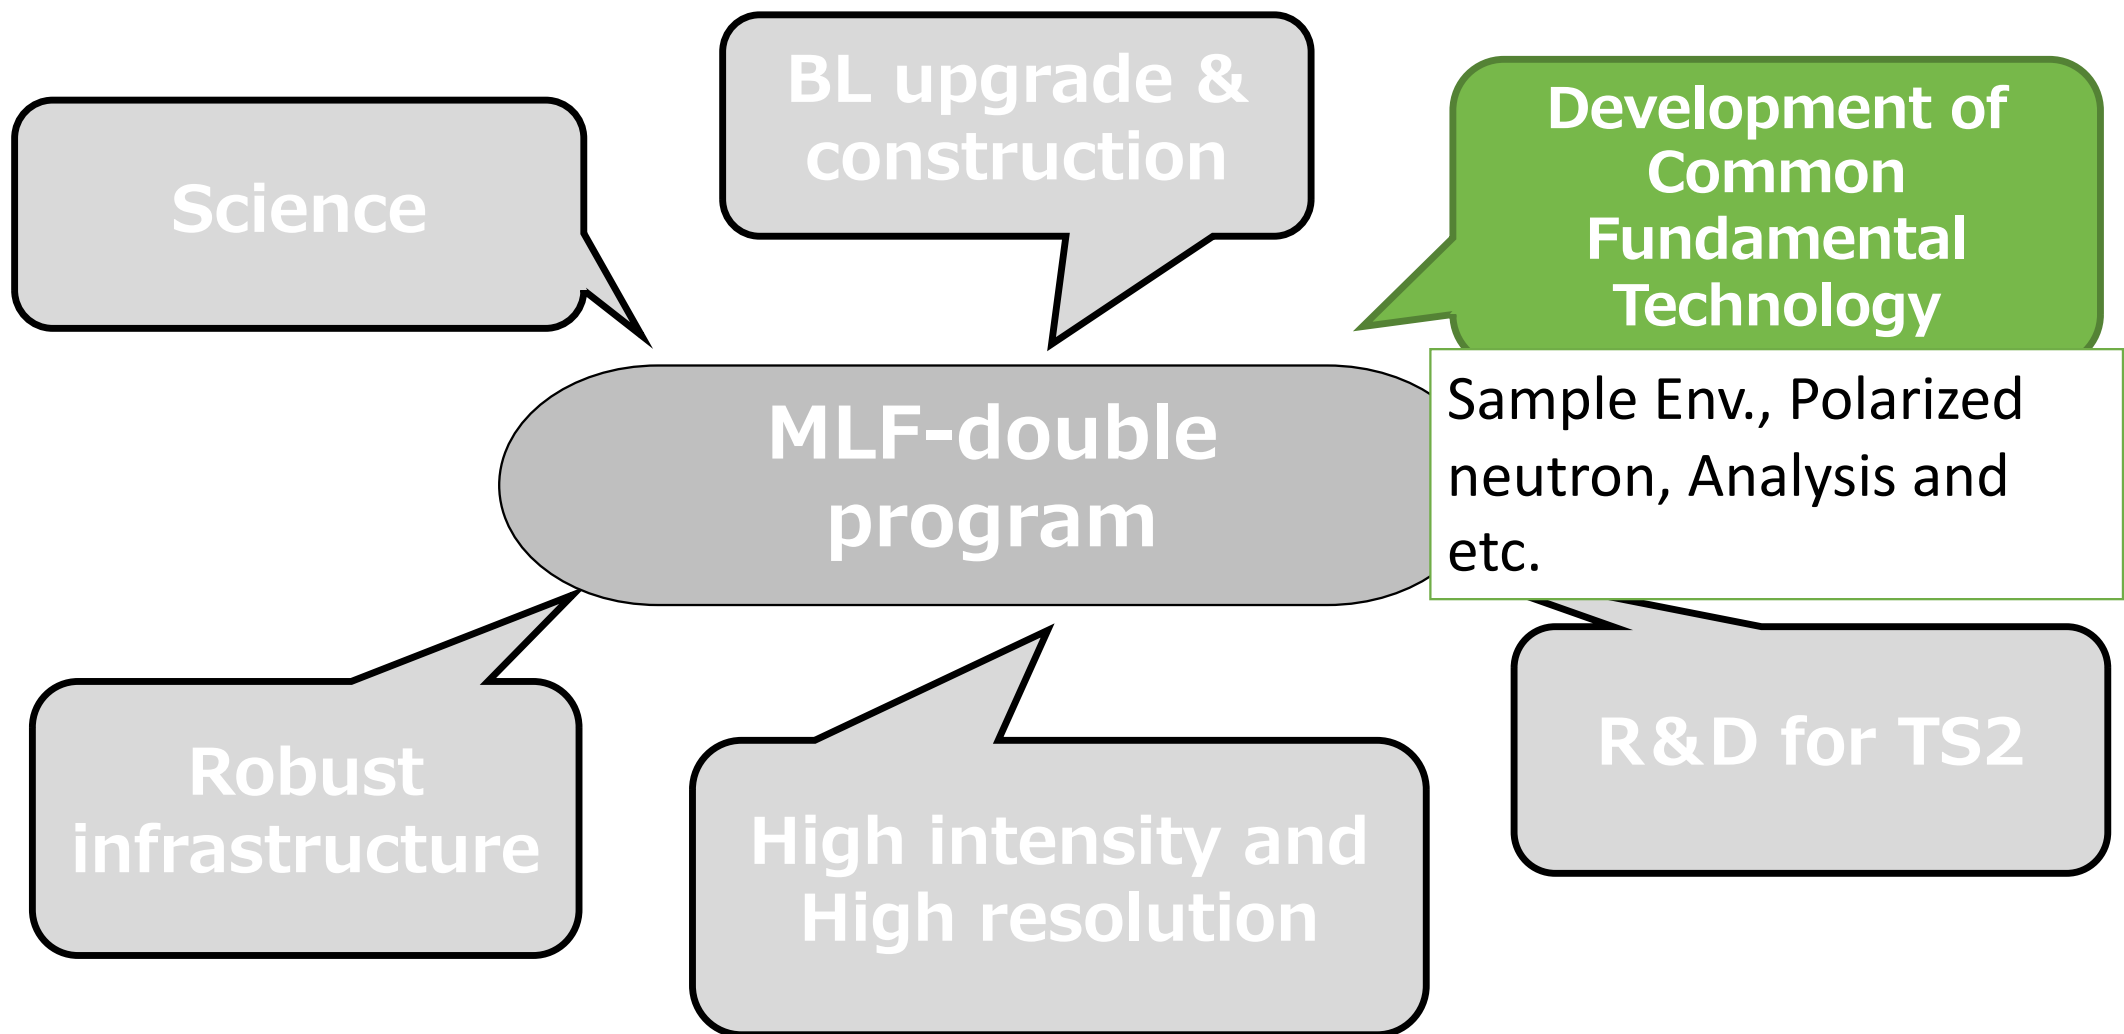 BL upgrade &
construction
Development of
Common
Fundamental
Technology
Science
Sample Env., Polarized
neutron, Analysis and
etc.
MLF-double
program
R&D for TS2
Robust
infrastructure
High intensity and
High resolution